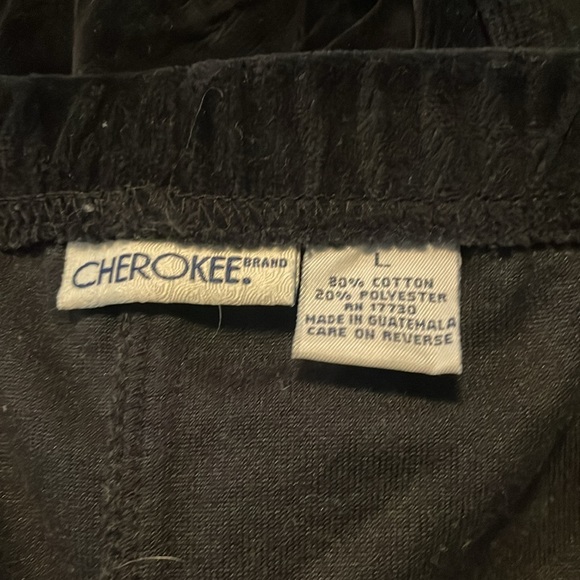 CHEROKEE. BRAND
L
80% COTTON
20% POLYESTER
RN 17730
MADE IN GUATEMALA
CARE ON REVERSE